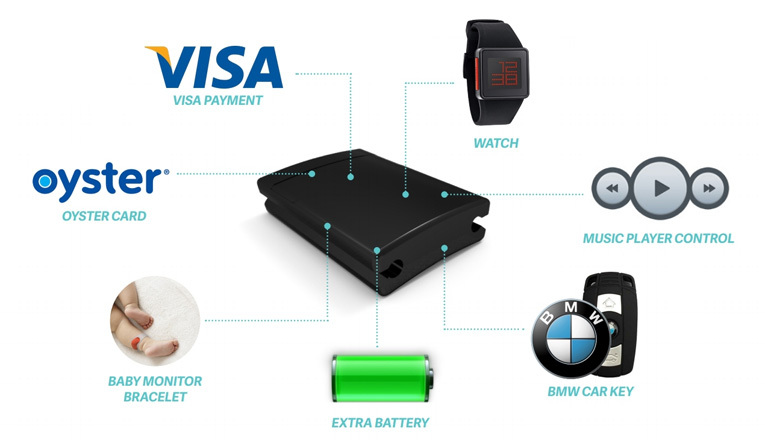 VISA
VISA PAYMENT
12
38
WATCH
oyster®
OYSTER CARD
MUSIC PLAYER CONTROL
BABY MONITOR
BRACELET
EXTRA BATTERY
BMW
BMW CAR KEY